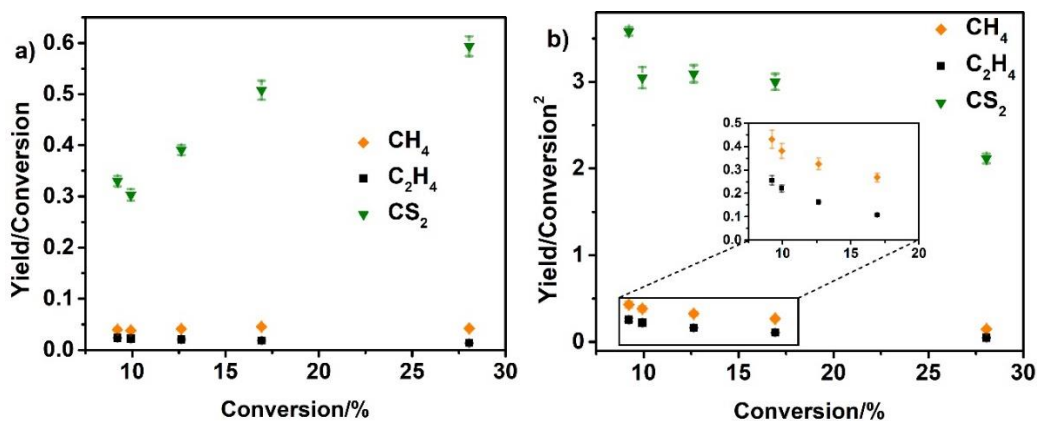 a)
Yield/Conversion
0.6
0.5
0.4
0.3
0.2
0.1
0.0
CH₄
C₂H₄
CS₂
10 15 20 25 30
Conversion/%
b)
Yield/Conversion²
3
2
1
0
CH₄
C₂H₄
CS₂
0.5
0.4
0.3
0.2
0.1
0.0
10 15 20
10 15 20 25 30
Conversion/%